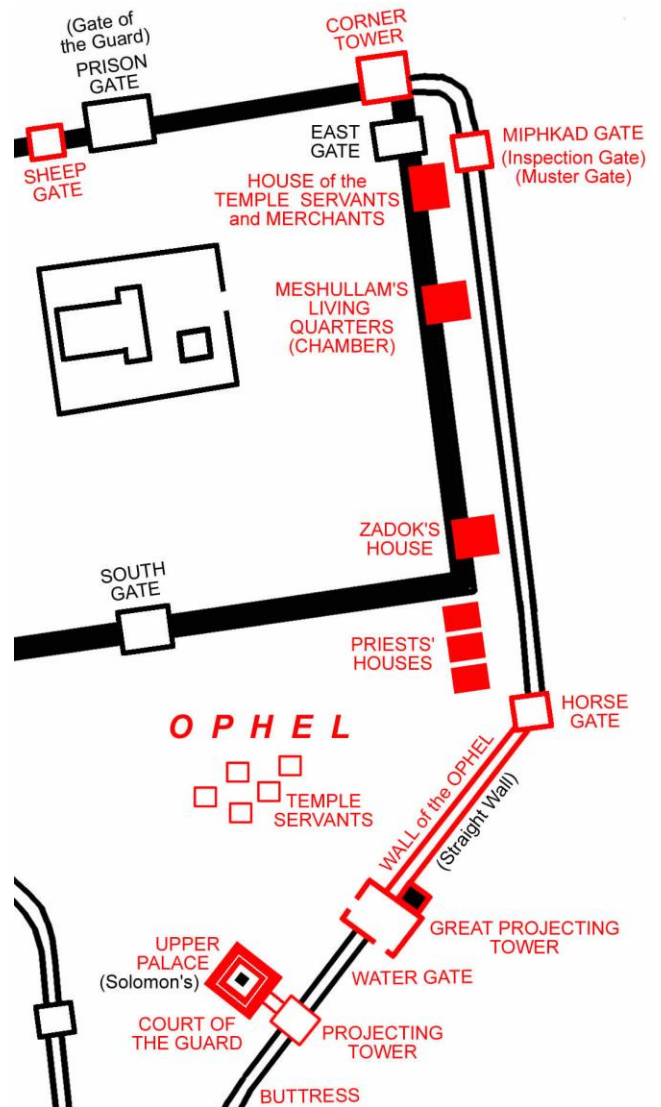 (Gate of
the Guard)
PRISON
GATE
CORNER
TOWER
SHEEP
GATE
EAST
GATE
MIPHKAD GATE
(Inspection Gate)
(Muster Gate)
HOUSE of the
TEMPLE SERVANTS
and MERCHANTS
MESHULLAM'S
LIVING
QUARTERS
(CHAMBER)
ZADOK'S
HOUSE
SOUTH
GATE
PRIESTS'
HOUSES
HORSE
GATE
OPHEL
TEMPLE
SERVANTS
WALL of the OPHEL
(Straight Wall)
GREAT PROJECTING
TOWER
UPPER
PALACE
(Solomon's)
WATER GATE
COURT OF
THE GUARD
PROJECTING
TOWER
BUTTRESS